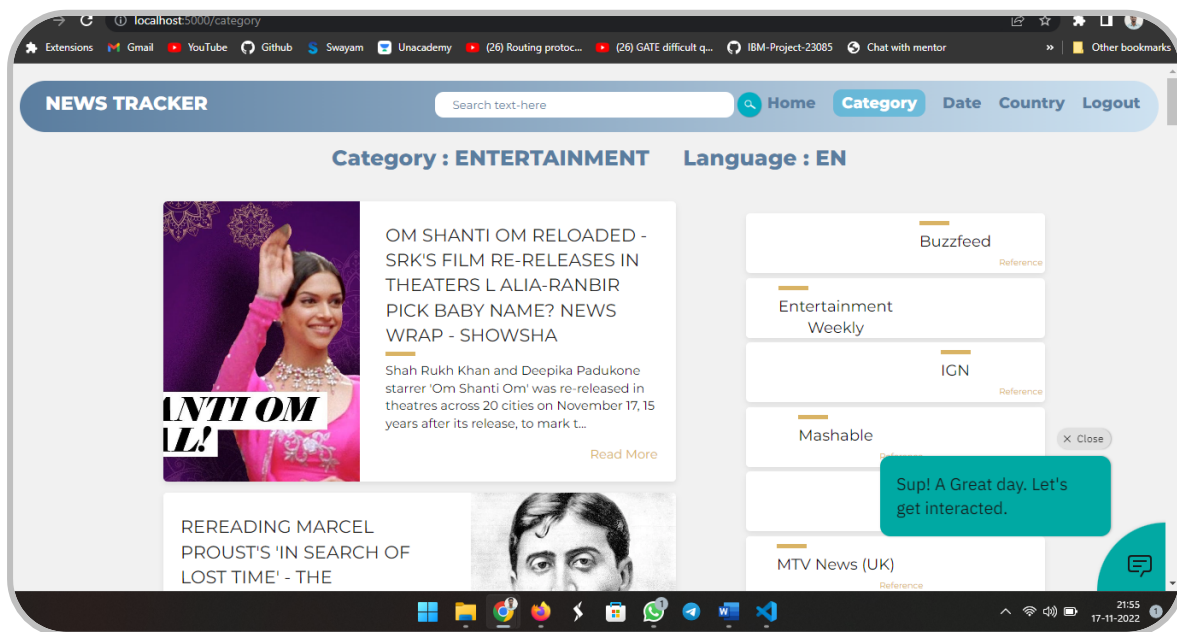 localhost:5000/category
Extensions Gmail YouTube Github Swayam Unacademy (26) Routing protoc... (26) GATE difficult q... IBM-Project-23085 Chat with mentor » Other bookmarks
NEWS TRACKER Search text-here Home Category Date Country Logout
Category : ENTERTAINMENT Language : EN
ANTI OM
AL!
OM SHANTI OM RELOADED -
SRK'S FILM RE-RELEASES IN
THEATERS L ALIA-RANBIR
PICK BABY NAME? NEWS
WRAP - SHOWSHA
Shah Rukh Khan and Deepika Padukone
starrer 'Om Shanti Om' was re-released in
theatres across 20 cities on November 17, 15
years after its release, to mark t...
Read More
REREADING MARCEL
PROUST'S 'IN SEARCH OF
LOST TIME' - THE
Buzzfeed
Reference
Entertainment
Weekly
IGN
Reference
Mashable
MTV News (UK)
Reference
× Close
Sup! A Great day. Let's
get interacted.
21:55
17-11-2022
1
1